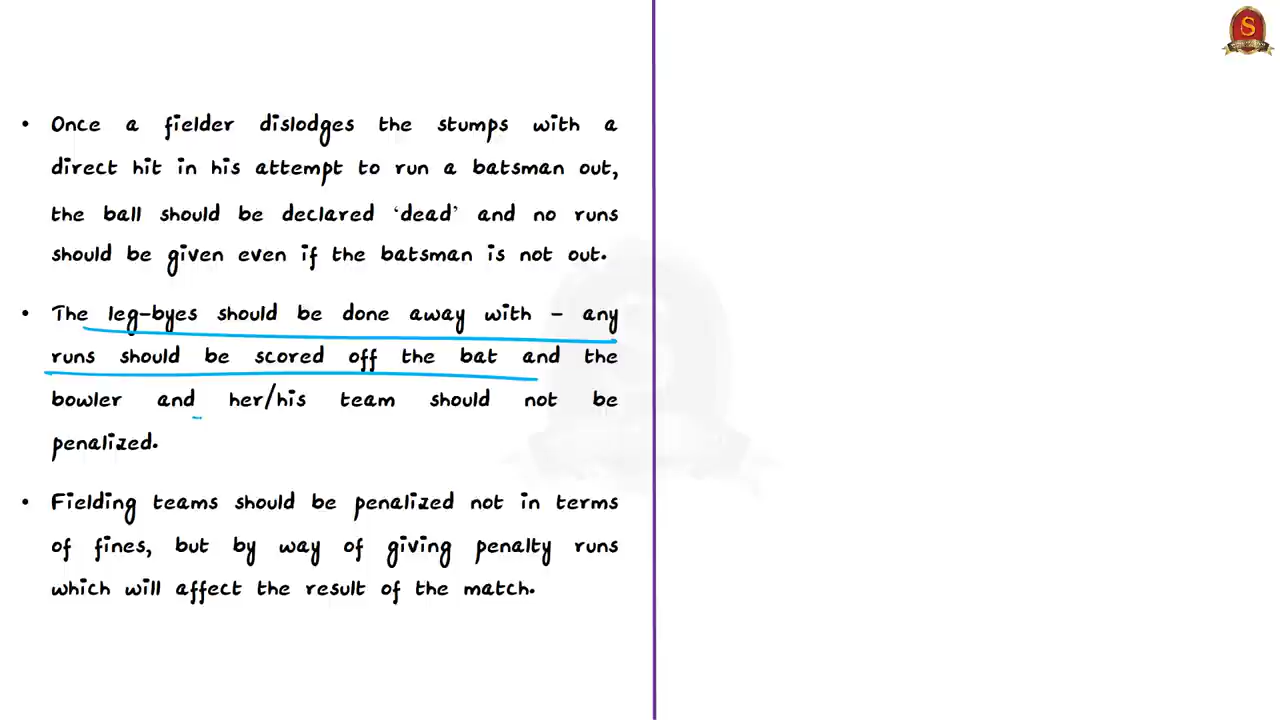 • Once a fielder dislodges the stumps with a
direct hit in his attempt to run a batsman out,
the ball should be declared ‘dead’ and no runs
should be given even if the batsman is not out.
• The leg-byes should be done away with – any
runs should be scored off the bat and the
bowler and her/his team should not be
penalized.
• Fielding teams should be penalized not in terms
of fines, but by way of giving penalty runs
which will affect the result of the match.
S